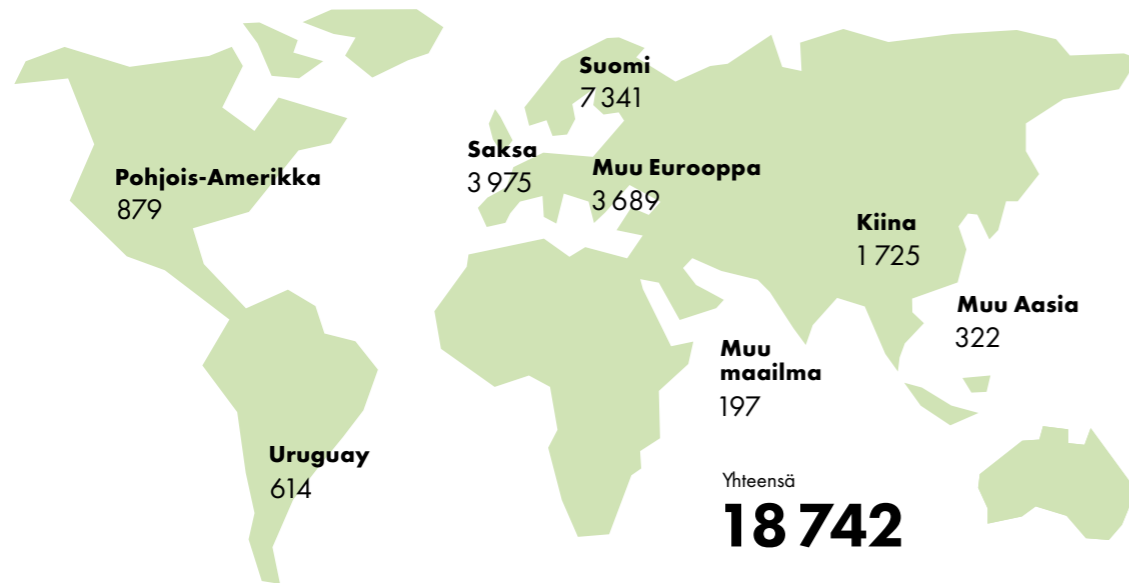 Suomi
7 341
Saksa
3 975
Muu Eurooppa
3 689
Pohjois-Amerikka
879
Kiina
1 725
Muu Aasia
322
Muu
maailma
197
Uruguay
614
Yhteensä
18 742